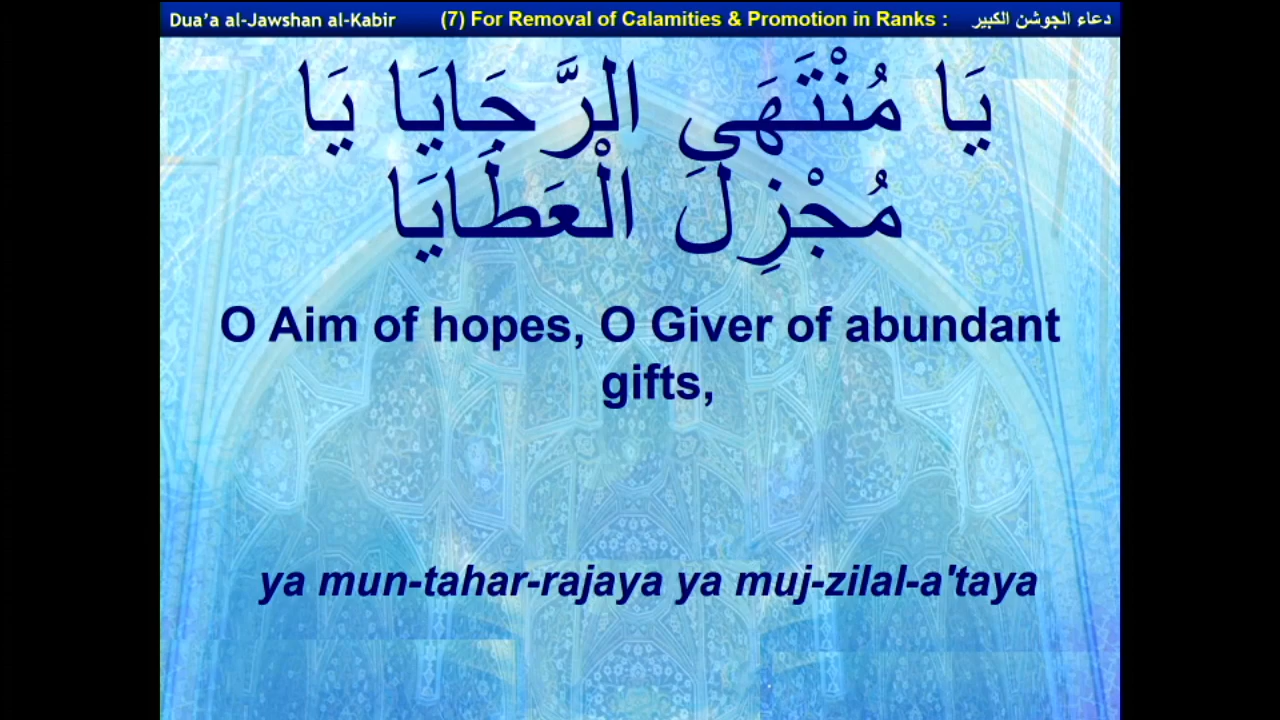 Dua'a al-Jawshan al-Kabir (7) For Removal of Calamities & Promotion in Ranks : دعاء الجوشن الكبير
يَا مُنْتَهَىِ الرَّجَايَا يَا
مُجْزِلَ الْعَطَايَا
O Aim of hopes, O Giver of abundant
gifts,
ya mun-tahar-rajaya ya muj-zilal-a'taya